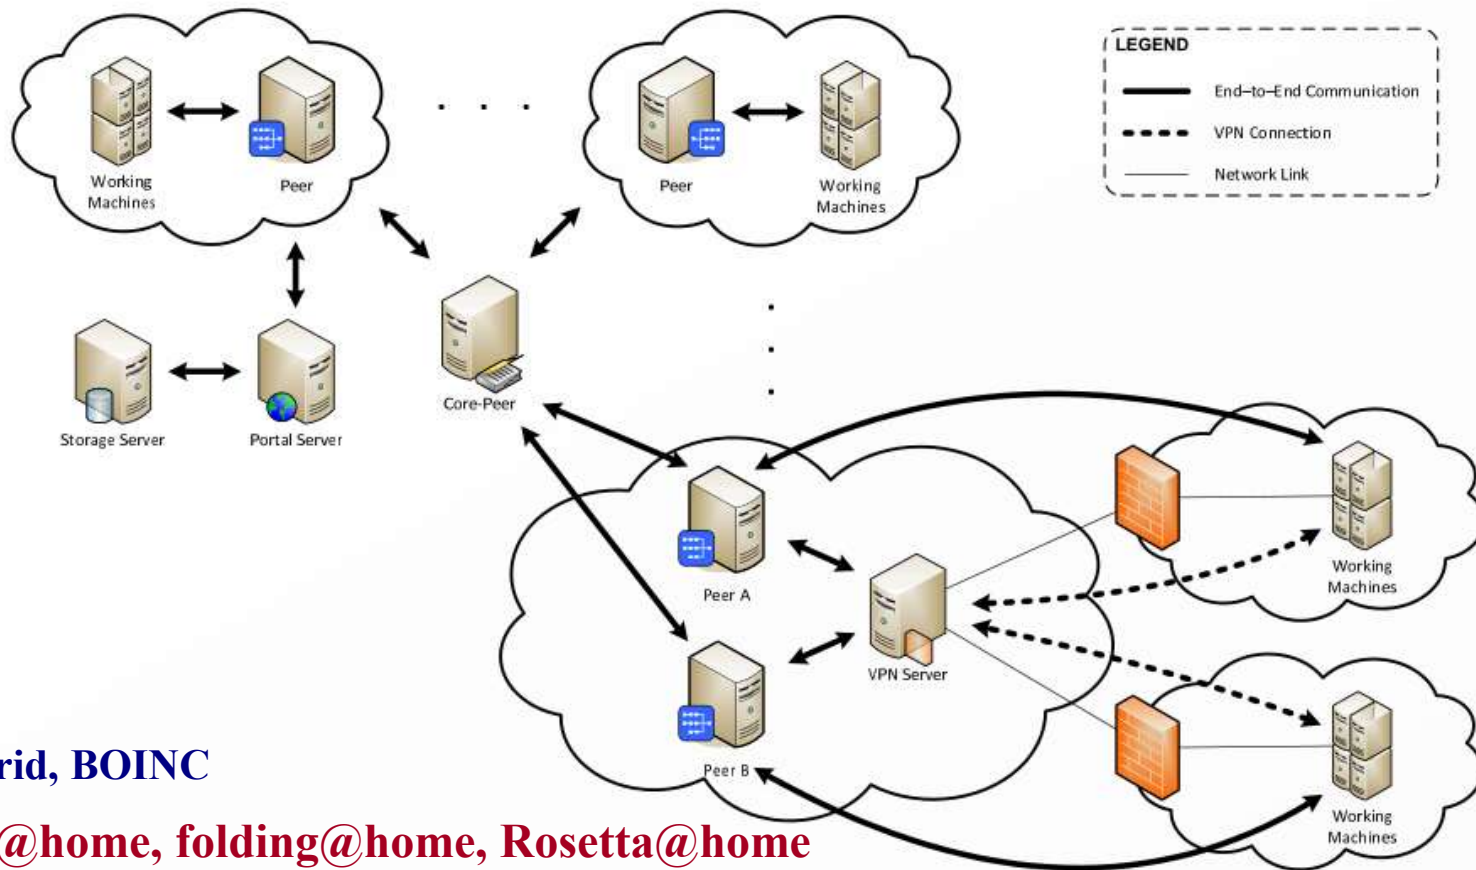 LEGEND
End-to-End Communication
VPN Connection
Network Link
Working
Machines
Peer
. . .
Peer
Working
Machines
Core-Peer
Storage Server
Portal Server
Peer A
VPN Server
Working
Machines
Peer B
Working
Machines
rid, BOINC
@home, folding@home, Rosetta@home